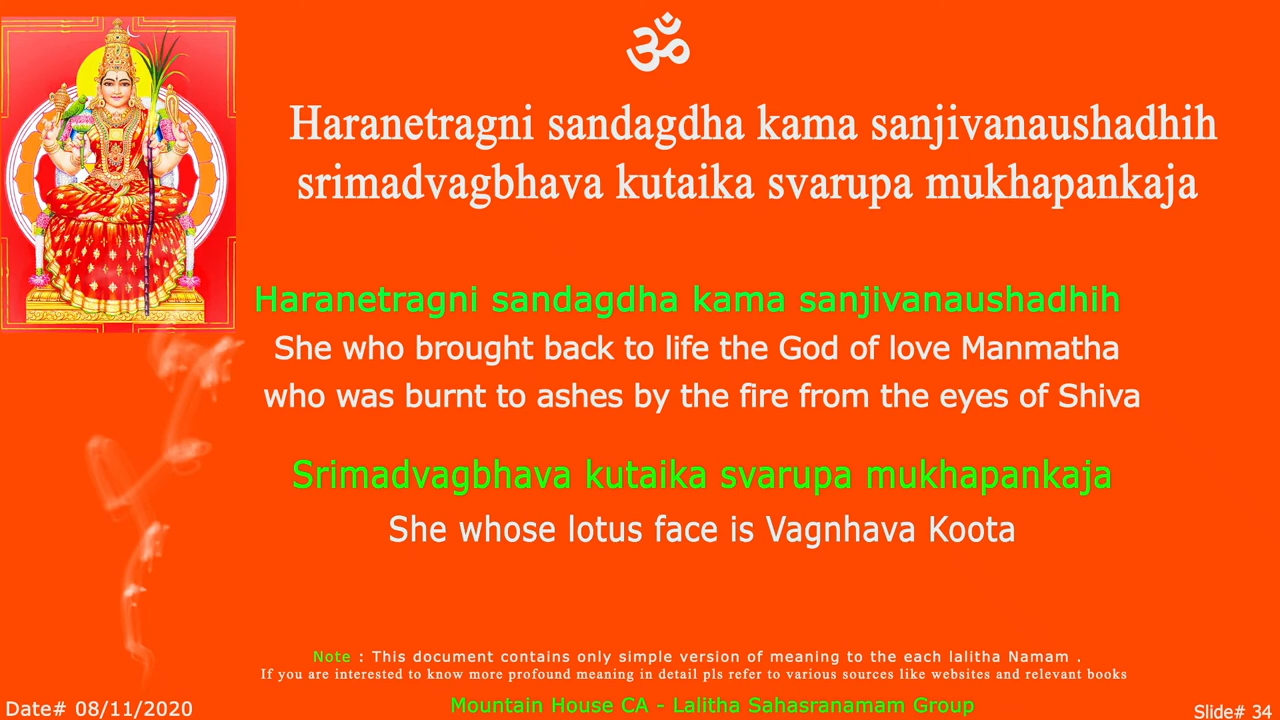 ॐ
Haranetragni sandagdha kama sanjivanaushadhih
srimadvagbhava kutaika svarupa mukhapankaja
Haranetragni sandagdha kama sanjivanaushadhih
She who brought back to life the God of love Manmatha
who was burnt to ashes by the fire from the eyes of Shiva
Srimadvagbhava kutaika svarupa mukhapankaja
She whose lotus face is Vagnhava Koota
Note : This document contains only simple version of meaning to the each lalitha Namam .
If you are interested to know more profound meaning in detail pls refer to various sources like websites and relevant books
Mountain House CA - Lalitha Sahasranamam Group
Date# 08/11/2020
Slide# 34